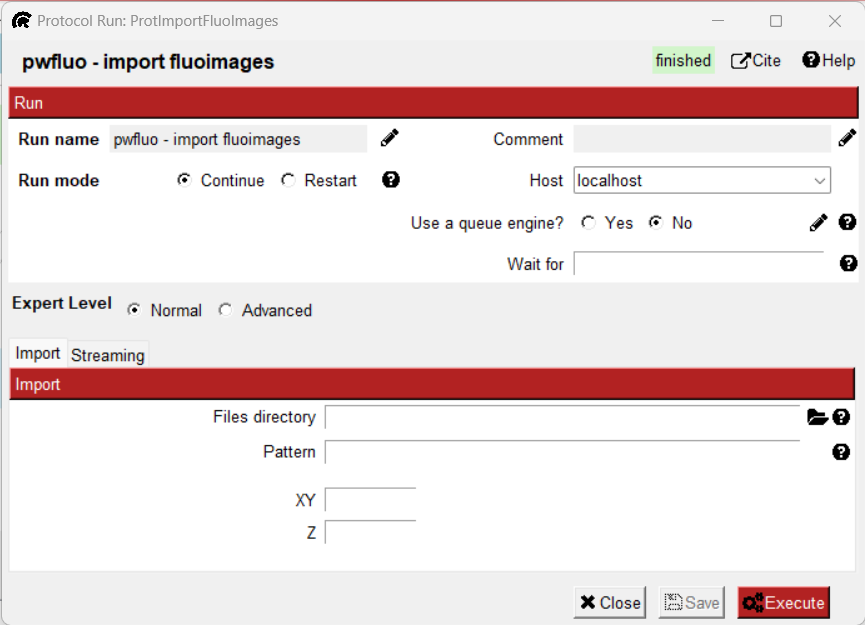 Protocol Run: ProtImportFluoImages
pwfluo - import fluoimages
finished Cite Help
Run
Run name pwfluo - import fluoimages Comment
Run mode Continue Restart Host localhost
Use a queue engine? Yes No
Wait for
Expert Level Normal Advanced
Import Streaming
Import
Files directory
Pattern
XY
Z
Close Save Execute